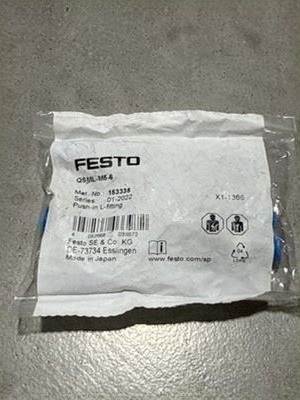 FESTO
QSML-M5-6
Mat. No. 153336
Series: 01-2022
Push-in L-fitting
X1-1366
Festo SE & Co. KG
DE-73734 Esslingen
Made in Japan
www.festo.com/sp